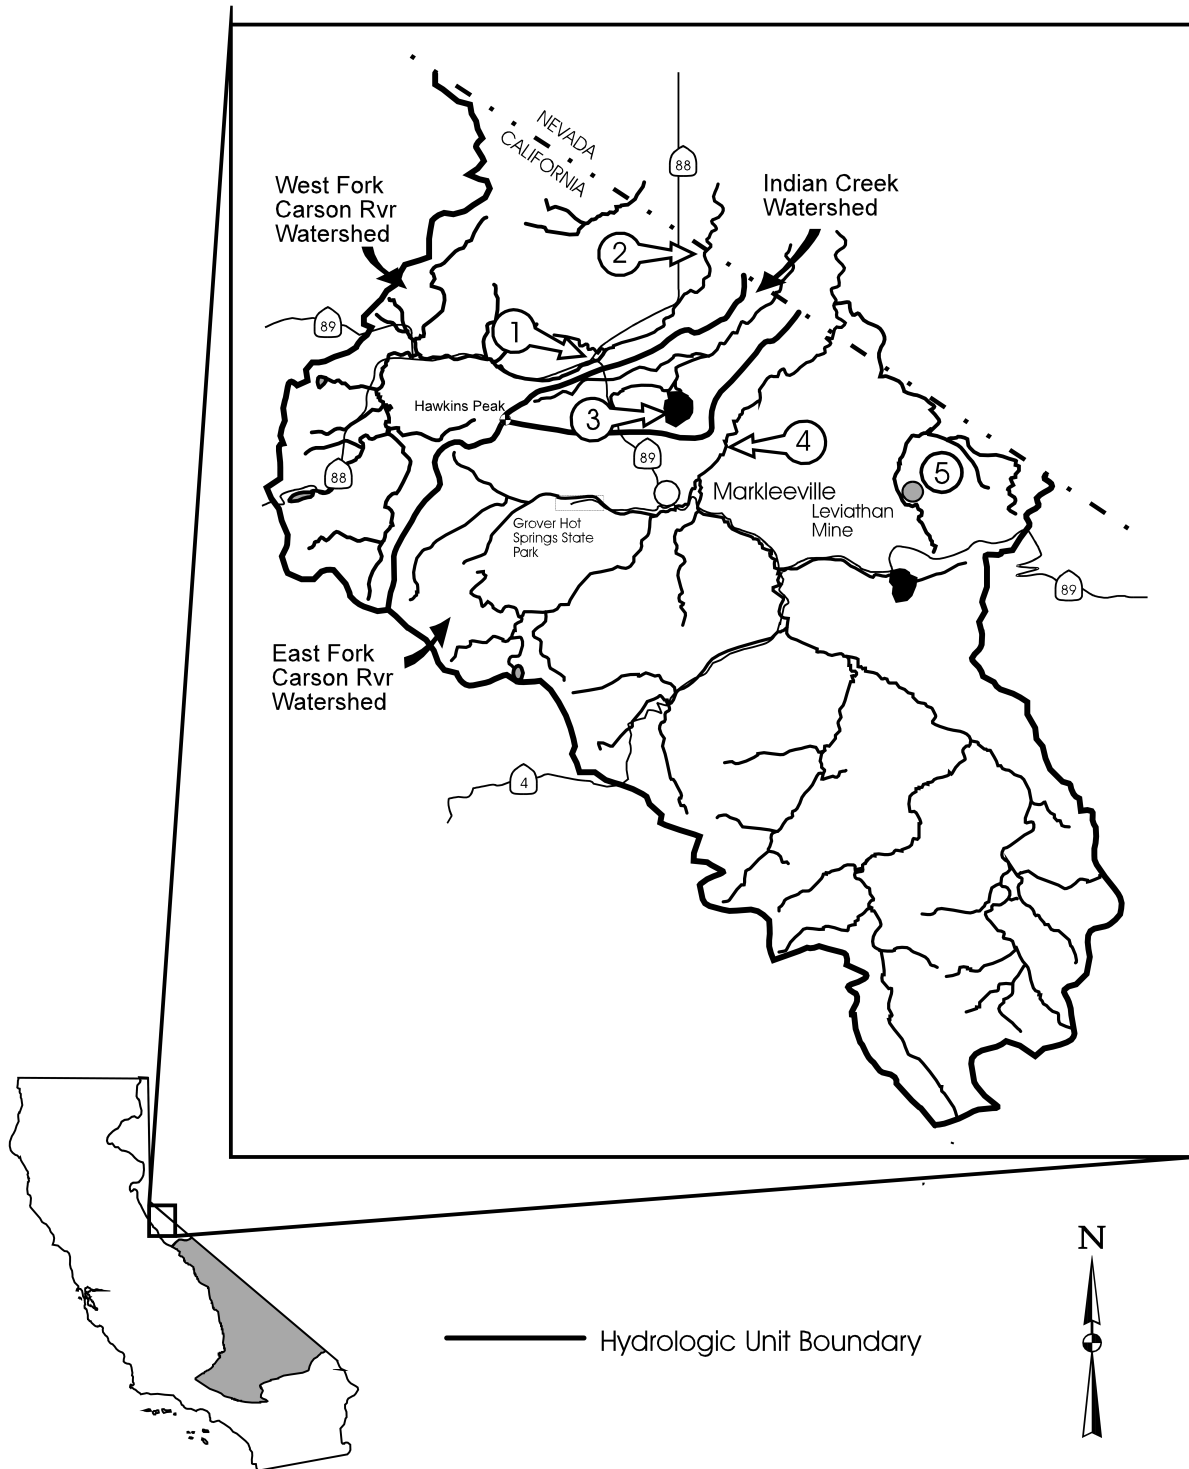 NEVADA
CALIFORNIA
88
West Fork
Carson Rvr
Watershed
Indian Creek
Watershed
2
89
1
Hawkins Peak
3
4
89
5
88
Markleeville
Leviathan
Mine
Grover Hot
Springs State
Park
89
East Fork
Carson Rvr
Watershed
4
N
Hydrologic Unit Boundary